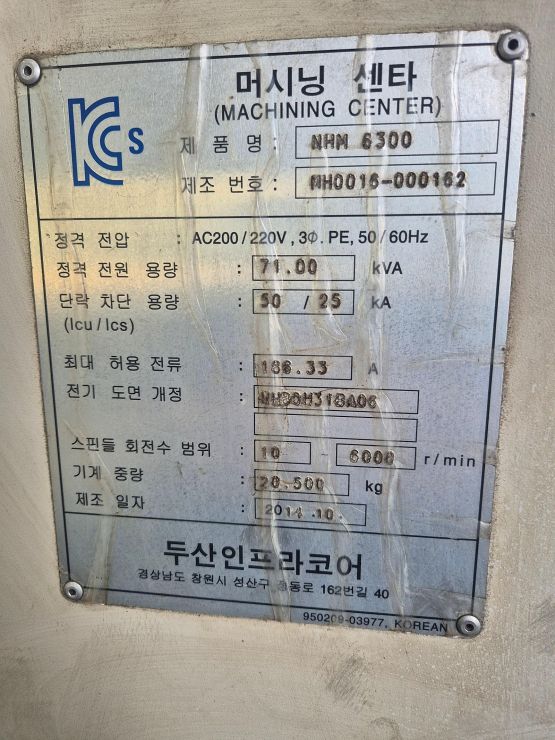 KCs
머시닝 센타
(MACHINING CENTER)
제 품 명 : NHM 6300
제조 번호 : MH0016-000162
정격 전압 : AC200/220V, 3Φ. PE, 50/60Hz
정격 전원 용량 : 71.00 kVA
단락 차단 용량 : 50 / 25 kA
(Icu/Ics)
최대 허용 전류 : 186.33 A
전기 도면 개정 :
스핀들 회전수 범위 : 10 ~ 6000 r/min
기계 중량 : 20.500 kg
제조 일자 : 2014.10.
두산인프라코어
경상남도 창원시 성산구 162번길 40
950209-03977, KOREAN